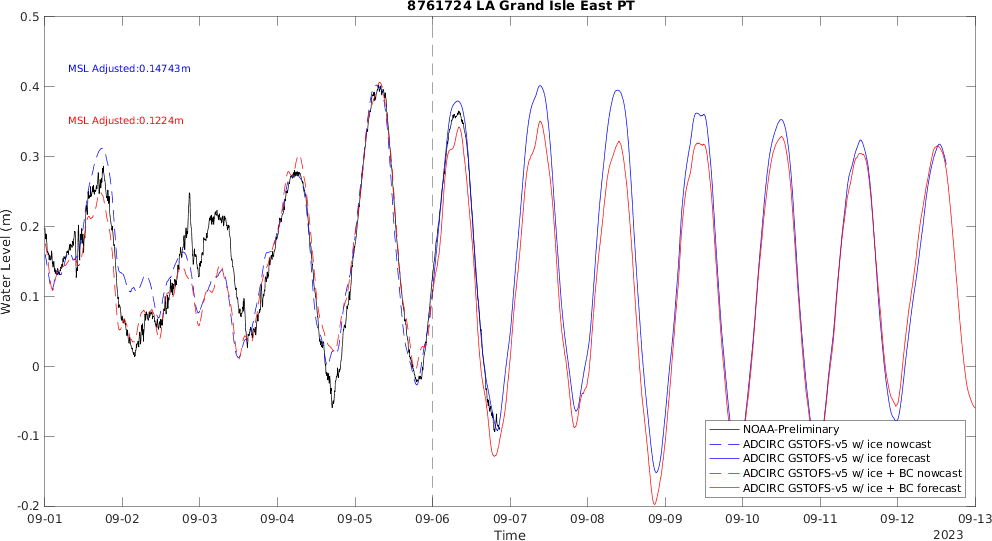 8761724 LA Grand Isle East PT
MSL Adjusted:0.14743m
MSL Adjusted:0.1224m
Water Level (m)
0.5
0.4
0.3
0.2
0.1
0
-0.1
-0.2
NOAA-Preliminary
ADCIRC GSTOFS-v5 w/ ice nowcast
ADCIRC GSTOFS-v5 w/ ice forecast
ADCIRC GSTOFS-v5 w/ ice + BC nowcast
ADCIRC GSTOFS-v5 w/ ice + BC forecast
09-01 09-02 09-03 09-04 09-05 09-06 09-07 09-08 09-09 09-10 09-11 09-12 09-13
Time
2023